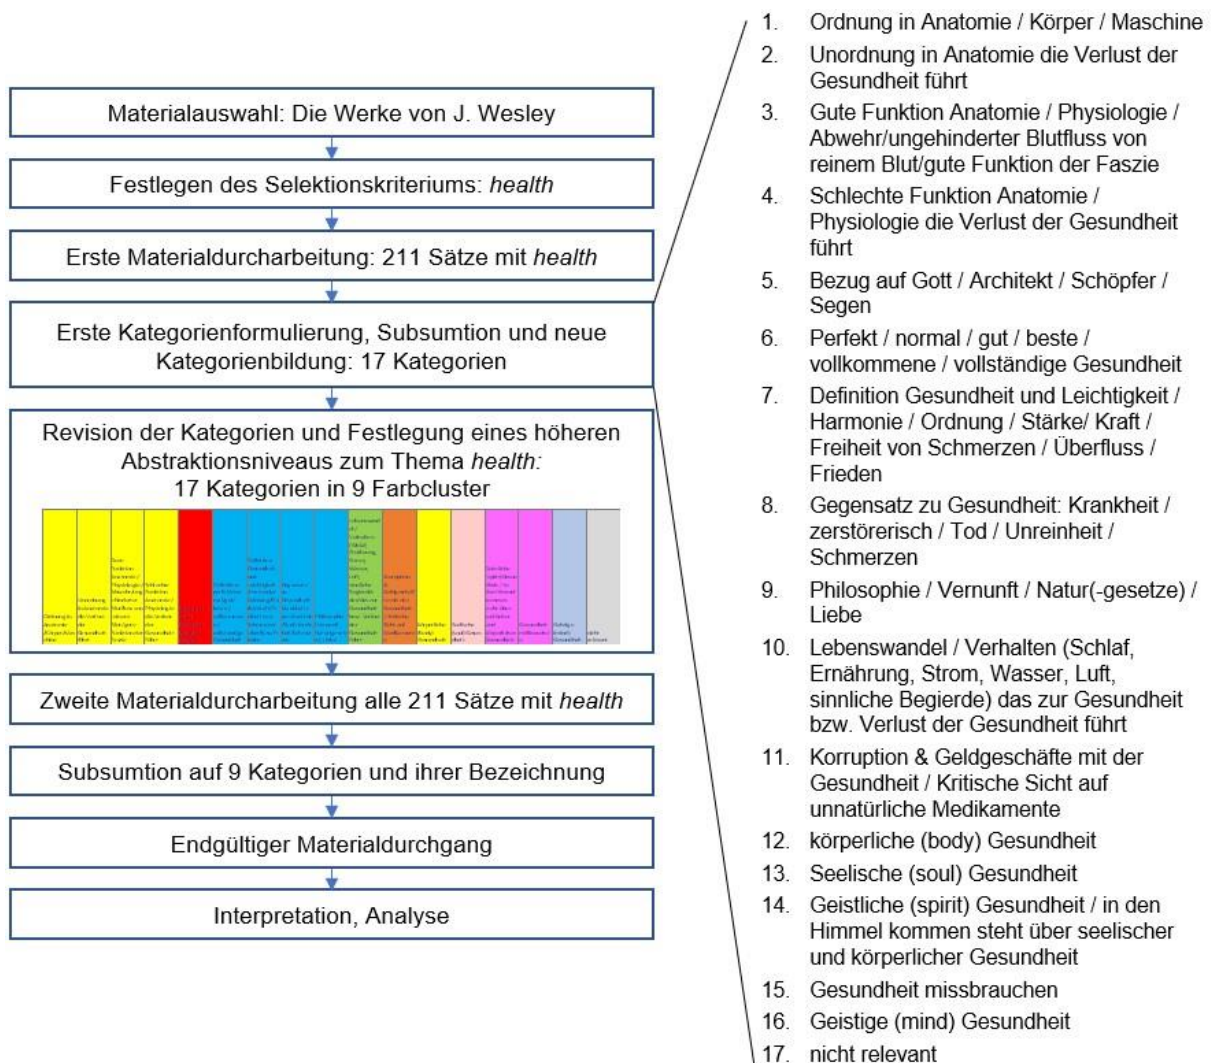 Materialauswahl: Die Werke von J. Wesley
Festlegen des Selektionskriteriums: health
Erste Materialdurcharbeitung: 211 Sätze mit health
Erste Kategorienformulierung, Subsumtion und neue
Kategorienbildung: 17 Kategorien
Revision der Kategorien und Festlegung eines höheren
Abstraktionsniveaus zum Thema health:
17 Kategorien in 9 Farbcluster
Zweite Materialdurcharbeitung alle 211 Sätze mit health
Subsumtion auf 9 Kategorien und ihrer Bezeichnung
Endgültiger Materialdurchgang
Interpretation, Analyse
1. Ordnung in Anatomie / Körper / Maschine
2. Unordnung in Anatomie die Verlust der
Gesundheit führt
3. Gute Funktion Anatomie / Physiologie /
Abwehr/ungehinderter Blutfluss von
reinem Blut/gute Funktion der Faszie
4. Schlechte Funktion Anatomie /
Physiologie die Verlust der Gesundheit
führt
5. Bezug auf Gott / Architekt / Schöpfer /
Segen
6. Perfekt / normal / gut / beste /
vollkommene / vollständige Gesundheit
7. Definition Gesundheit und Leichtigkeit /
Harmonie / Ordnung / Stärke/ Kraft /
Freiheit von Schmerzen / Überfluss /
Frieden
8. Gegensatz zu Gesundheit: Krankheit /
zerstörerisch / Tod / Unreinheit /
Schmerzen
9. Philosophie / Vernunft / Natur(-gesetze) /
Liebe
10. Lebenswandel / Verhalten (Schlaf,
Ernährung, Strom, Wasser, Luft,
sinnliche Begierde) das zur Gesundheit
bzw. Verlust der Gesundheit führt
11. Korruption & Geldgeschäfte mit der
Gesundheit / Kritische Sicht auf
unnatürliche Medikamente
12. körperliche (body) Gesundheit
13. Seelische (soul) Gesundheit
14. Geistliche (spirit) Gesundheit / in den
Himmel kommen steht über seelischer
und körperlicher Gesundheit
15. Gesundheit missbrauchen
16. Geistige (mind) Gesundheit
17. nicht relevant